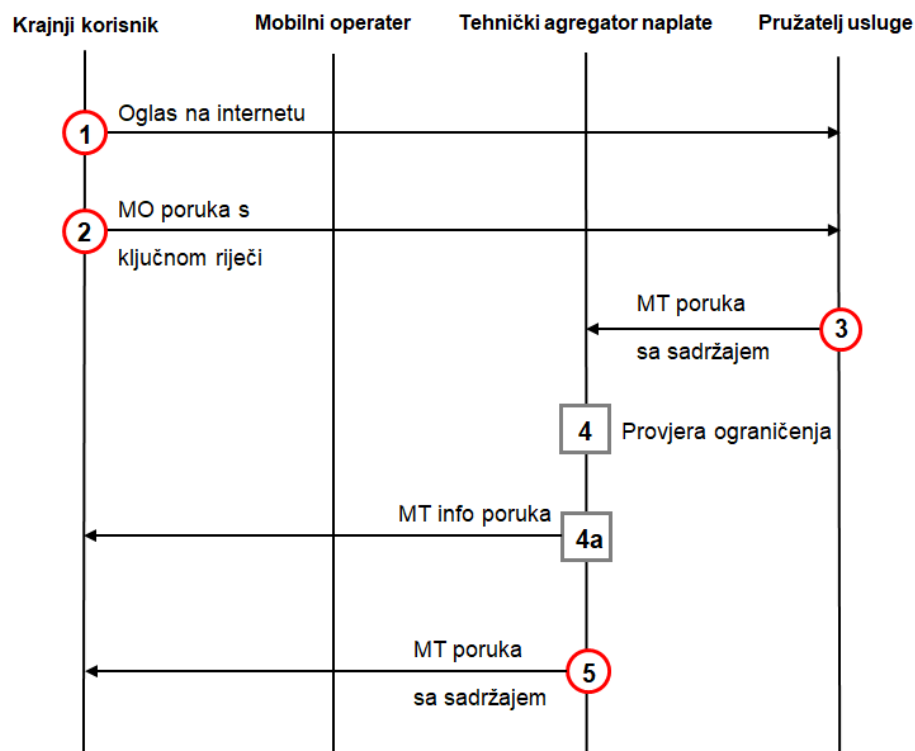 Krajnji korisnik
Mobilni operater
Tehnički agregator naplate
Pružatelj usluge
1
Oglas na internetu
2
MO poruka s
ključnom riječi
MT poruka
3
sa sadržajem
4
Provjera ograničenja
MT info poruka
4a
MT poruka
5
sa sadržajem